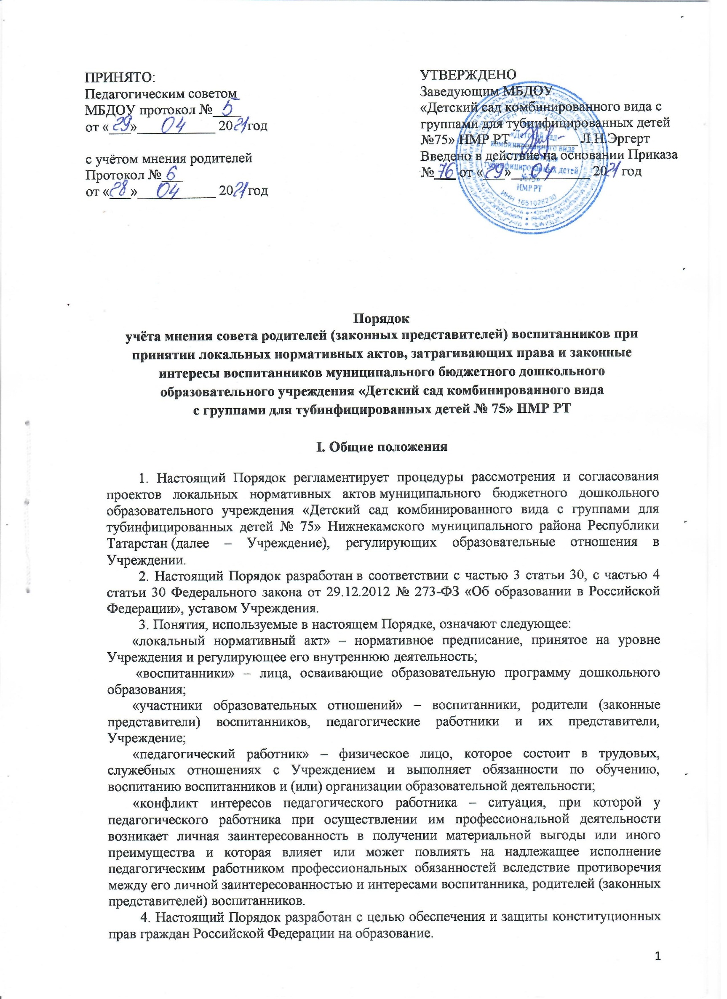 ПРИНЯТО:
Педагогическим советом
МБДОУ протокол № 5
от «29» 04 2021 год
с учётом мнения родителей
Протокол № 6
от «28» 04 2021 год
УТВЕРЖДЕНО
Заведующим МБДОУ
«Детский сад комбинированного вида с
группами для тубинфицированных детей
№75» НМР РТ Л.Н.Эргерт
Введено в действие на основании Приказа
№ 76 от «29» 04 2021 год
«Детский сад
комбинированного вида
тубинфицированных детей
№75»
НМР РТ
ИНН 1651028230
Порядок
учёта мнения совета родителей (законных представителей) воспитанников при
принятии локальных нормативных актов, затрагивающих права и законные
интересы воспитанников муниципального бюджетного дошкольного
образовательного учреждения «Детский сад комбинированного вида
с группами для тубинфицированных детей № 75» НМР РТ
I. Общие положения
1. Настоящий Порядок регламентирует процедуры рассмотрения и согласования
проектов локальных нормативных актов муниципального бюджетного дошкольного
образовательного учреждения «Детский сад комбинированного вида с группами для
тубинфицированных детей № 75» Нижнекамского муниципального района Республики
Татарстан (далее – Учреждение), регулирующих образовательные отношения в
Учреждении.
2. Настоящий Порядок разработан в соответствии с частью 3 статьи 30, с частью 4
статьи 30 Федерального закона от 29.12.2012 № 273-ФЗ «Об образовании в Российской
Федерации», уставом Учреждения.
3. Понятия, используемые в настоящем Порядке, означают следующее:
«локальный нормативный акт» – нормативное предписание, принятое на уровне
Учреждения и регулирующее его внутреннюю деятельность;
«воспитанники» – лица, осваивающие образовательную программу дошкольного
образования;
«участники образовательных отношений» – воспитанники, родители (законные
представители) воспитанников, педагогические работники и их представители,
Учреждение;
«педагогический работник» – физическое лицо, которое состоит в трудовых,
служебных отношениях с Учреждением и выполняет обязанности по обучению,
воспитанию воспитанников и (или) организации образовательной деятельности;
«конфликт интересов педагогического работника – ситуация, при которой у
педагогического работника при осуществлении им профессиональной деятельности
возникает личная заинтересованность в получении материальной выгоды или иного
преимущества и которая влияет или может повлиять на надлежащее исполнение
педагогическим работником профессиональных обязанностей вследствие противоречия
между его личной заинтересованностью и интересами воспитанника, родителей (законных
представителей) воспитанников.
4. Настоящий Порядок разработан с целью обеспечения и защиты конституционных
прав граждан Российской Федерации на образование.
1